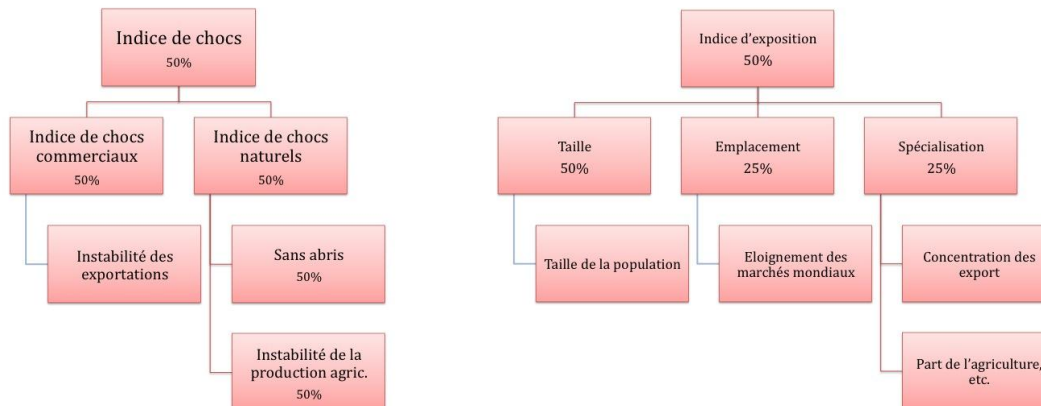 Indice de chocs
50%
Indice de chocs
commerciaux
50%
Indice de chocs
naturels
50%
Instabilité des
exportations
Sans abris
50%
Instabilité de la
production agric.
50%
Indice d'exposition
50%
Taille
50%
Emplacement
25%
Spécialisation
25%
Taille de la population
Eloignement des
marchés mondiaux
Concentration des
export
Part de l'agriculture,
etc.